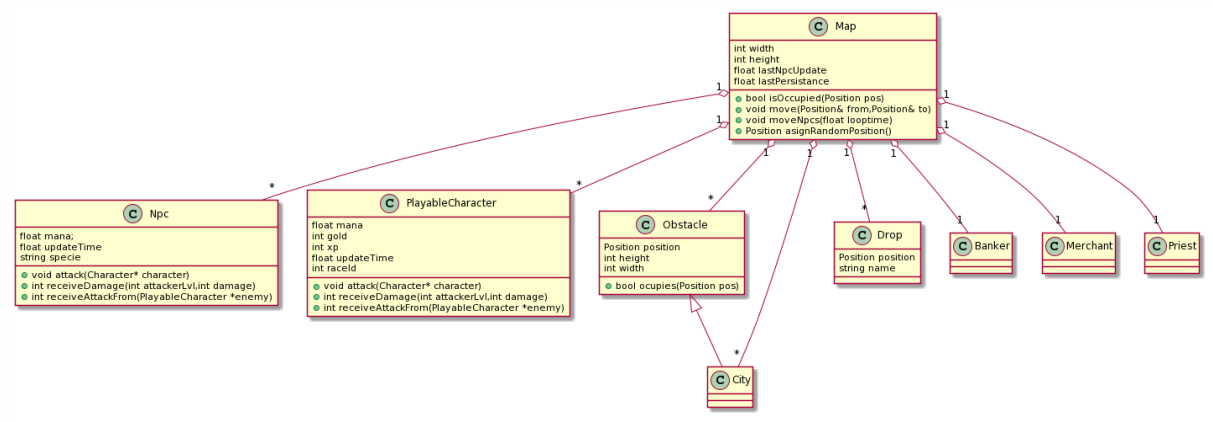 C Map
int width
int height
float lastNpcUpdate
float lastPersistance
bool isOccupied(Position pos)
void move(Position& from,Position& to)
void moveNpcs(float looptime)
Position asignRandomPosition()
1
1
1
1
1
1
1
1
*
*
*
*
*
1
1
1
C Npc
float mana;
float updateTime
string specie
void attack(Character* character)
int receiveDamage(int attackerLvl,int damage)
int receiveAttackFrom(PlayableCharacter *enemy)
C PlayableCharacter
float mana
int gold
int xp
float updateTime
int raceId
void attack(Character* character)
int receiveDamage(int attackerLvl,int damage)
int receiveAttackFrom(PlayableCharacter *enemy)
C Obstacle
Position position
int height
int width
bool ocupies(Position pos)
C Drop
Position position
string name
C Banker
C Merchant
C Priest
C City